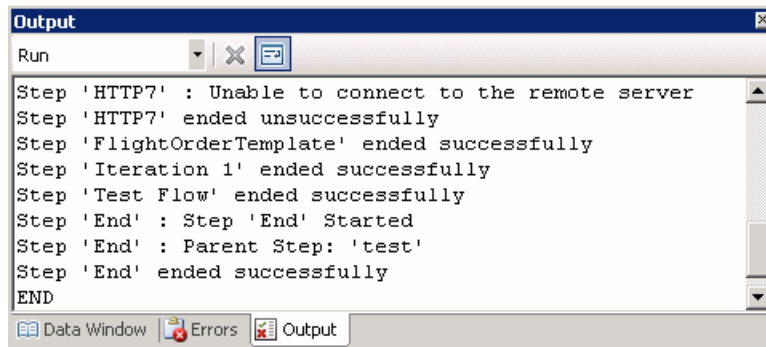 Output
Run
Step 'HTTP7' : Unable to connect to the remote server
Step 'HTTP7' ended unsuccessfully
Step 'FlightOrderTemplate' ended successfully
Step 'Iteration 1' ended successfully
Step 'Test Flow' ended successfully
Step 'End' : Step 'End' Started
Step 'End' : Parent Step: 'test'
Step 'End' ended successfully
END
Data Window Errors Output